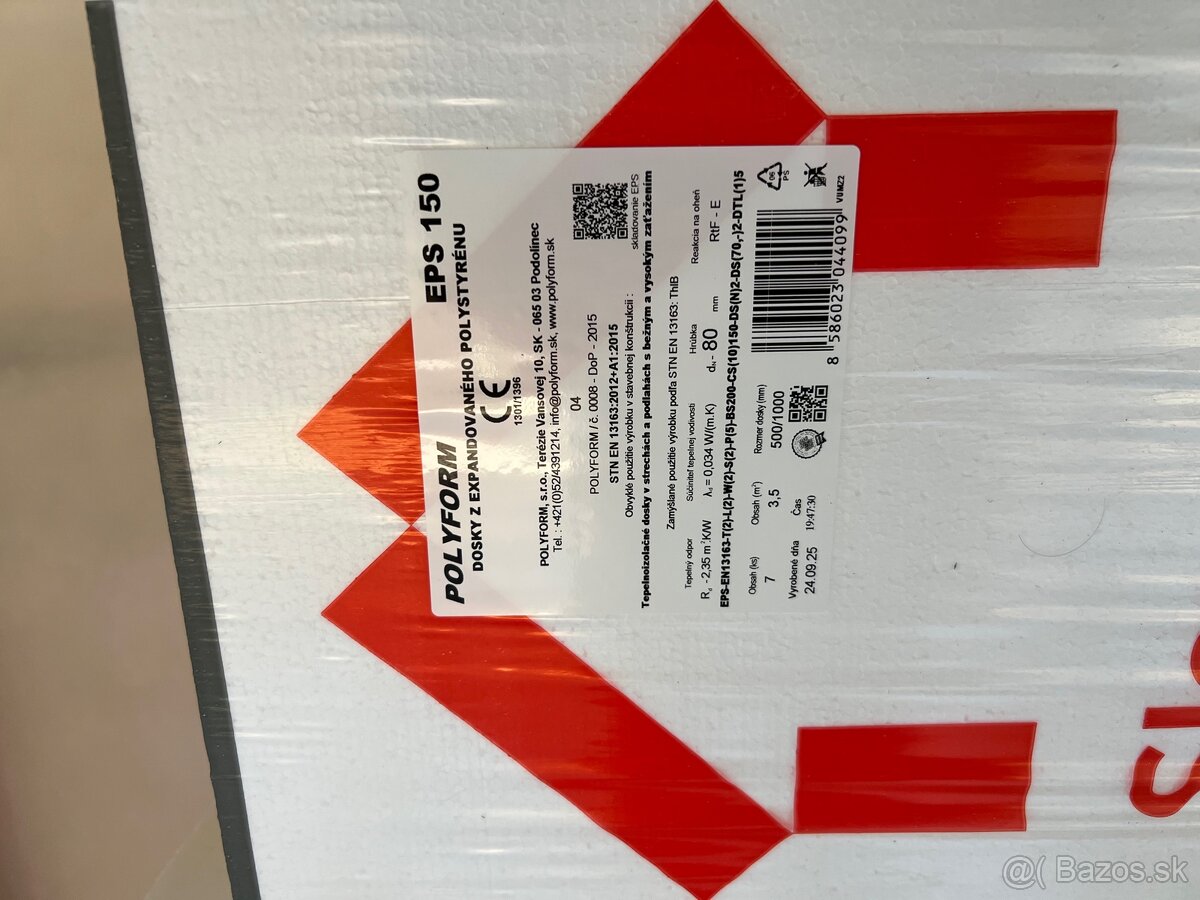 POLYFORM EPS 150
DOSKY Z EXPANDOVANÉHO POLYSTYRÉNU
CE
1301/1396
POLYFORM, s.r.o., Terézie Vansovej 10, SK - 065 03 Podolínec
Tel.: +421(0)52/4391214, info@polyform.sk, www.polyform.sk
04
POLYFORM / č. 0008 - DoP - 2015
STN EN 13163:2012+A1:2015
skladovanie EPS
Obvyklé použitie výrobku v stavebnej konštrukcii :
Tepelnoizolačné dosky v strechách a podlahách s bežným a vysokým zaťažením
Zamýšľané použitie výrobku podľa STN EN 13163: ThIB
Tepelný odpor Súčiniteľ tepelnej vodivosti Hrúbka Reakcia na oheň
Rd - 2,35 m²K/W λd = 0,034 W/(m.K) dN - 80 mm RtF - E
EPS-EN13163-T(2)-L(2)-W(2)-S(2)-P(5)-BS200-CS(10)150-DS(N)2-DS(70,-)2-DTL(1)5
Obsah (ks) Obsah (m²) Rozmer dosky (mm)
7 3,5 500/1000
06
PS
Vyrobené dňa Čas
24.09.25 19:47:30
8 586023 044099
VUMZ2
@( Bazos.sk